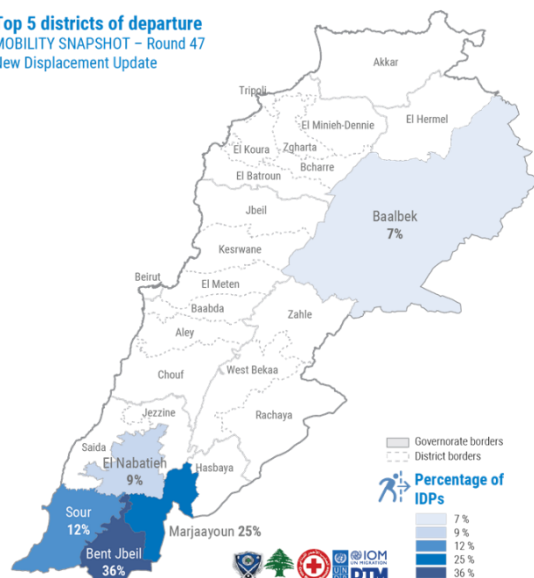 Top 5 districts of departure
MOBILITY SNAPSHOT – Round 47
New Displacement Update
Akkar
Tripoli
El Minieh-Dennie
El Hermel
El Koura
Zgharta
Bcharre
El Batroun
Jbeil
Baalbek
7%
Kesrwane
Beirut
El Meten
Baabda
Zahle
Aley
Chouf
West Bekaa
Jezzine
Rachaya
Saida
El Nabatieh
9%
Hasbaya
Governorate borders
District borders
Percentage of
IDPs
Sour
12%
Marjaayoun 25%
Bent Jbeil
36%
7 %
9 %
12 %
25 %
36 %
IOM
UN MIGRATION
DTM